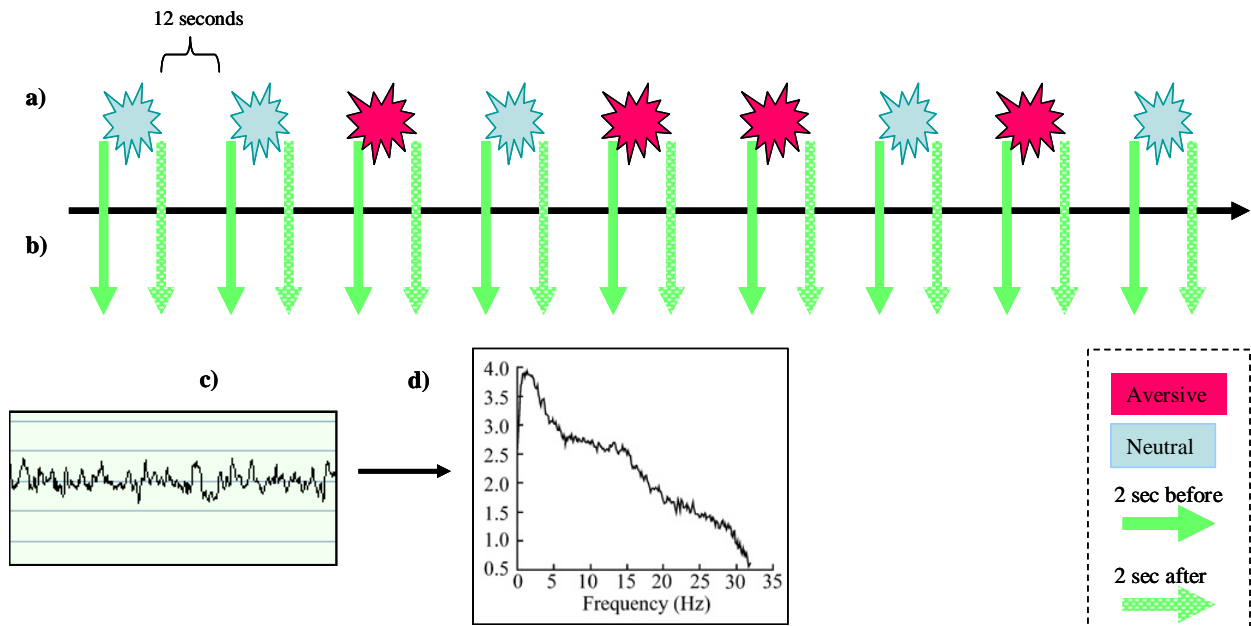 12 seconds
a)
b)
c)
d)
4.0
3.5
3.0
2.5
2.0
1.5
1.0
0.5
0 5 10 15 20 25 30 35
Frequency (Hz)
Aversive
Neutral
2 sec before
2 sec after